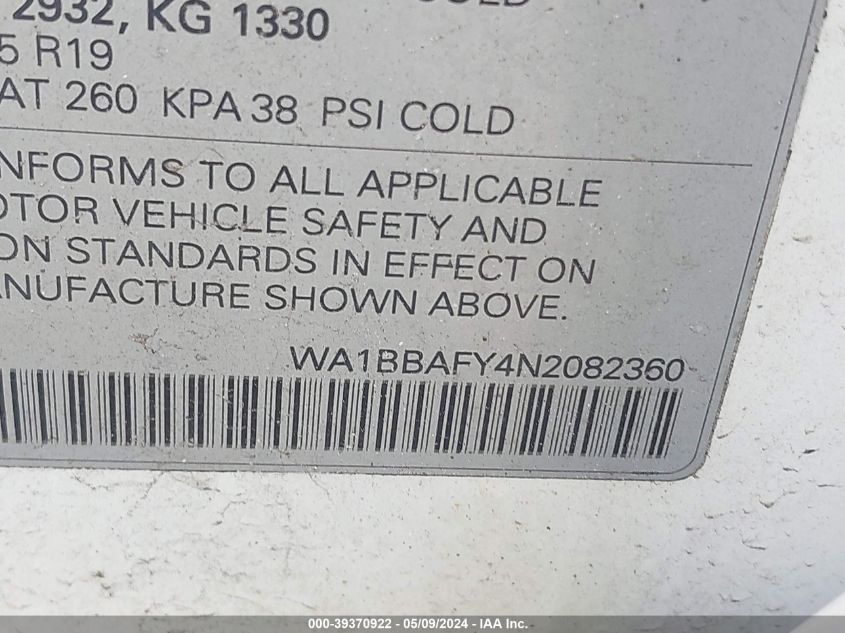 2932, KG 1330
5 R19
AT 260 KPA 38 PSI COLD
NFORMS TO ALL APPLICABLE
OTOR VEHICLE SAFETY AND
ON STANDARDS IN EFFECT ON
ANUFACTURE SHOWN ABOVE.
WA1BBAFY4N2082360
000-39370922 - 05/09/2024 - IAA Inc.